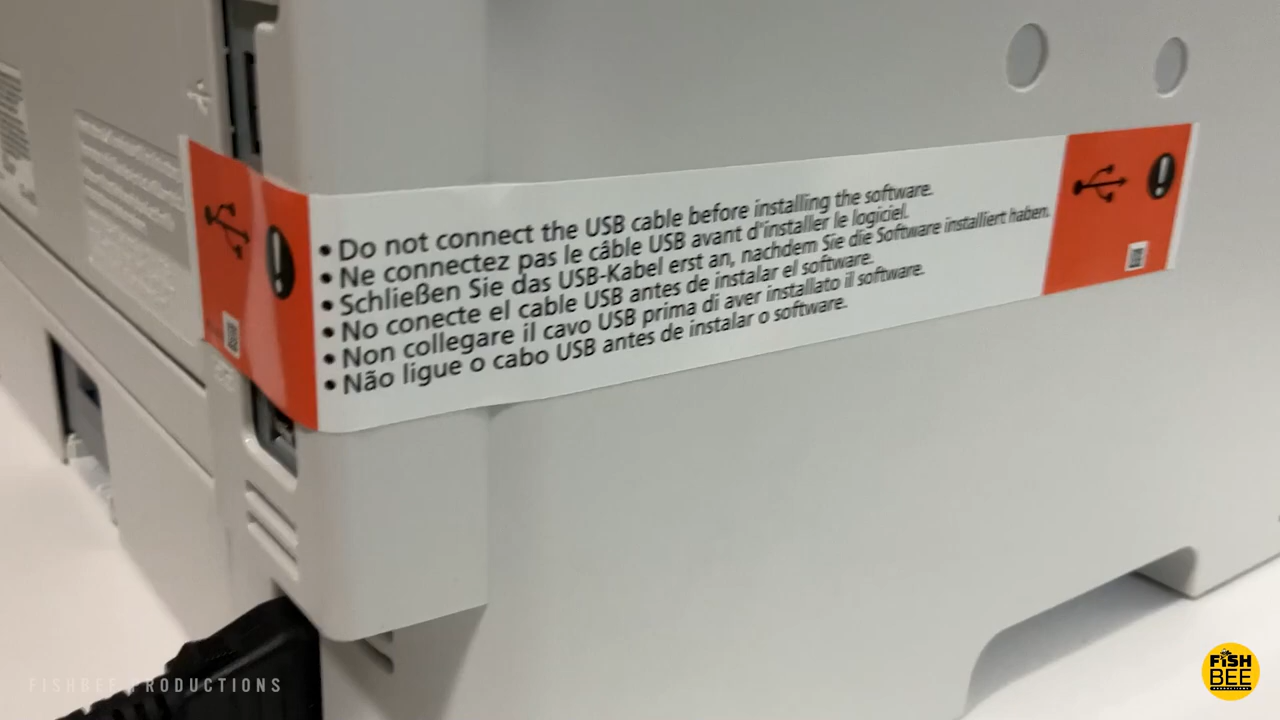 • Do not connect the USB cable before installing the software.
• Ne connectez pas le câble USB avant d'installer le logiciel.
• Schließen Sie das USB-Kabel erst an, nachdem Sie die Software installiert haben.
• No conecte el cable USB antes de instalar el software.
• Non collegare il cavo USB prima di aver installato il software.
• Não ligue o cabo USB antes de instalar o software.
FISHBEE PRODUCTIONS
FISH
BEE
PRODUCTIONS